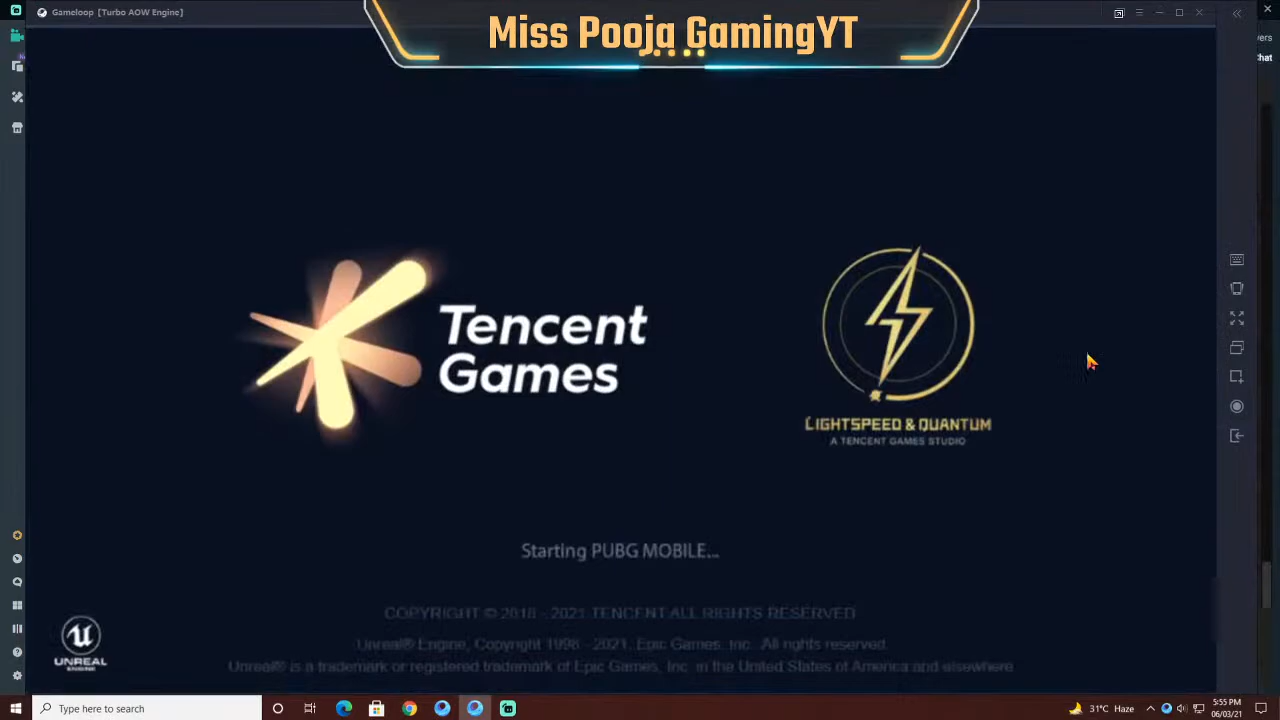 Gameloop [Turbo AOW Engine]
Miss Pooja GamingYT
ers
Chat
Tencent
Games
LIGHTSPEED & QUANTUM
A TENCENT GAMES STUDIO
Starting PUBG MOBILE...
COPYRIGHT © 2018 - 2021 TENCENT ALL RIGHTS RESERVED
Unreal® Engine, Copyright 1998 - 2021, Epic Games, Inc. All rights reserved.
Unreal® is a trademark or registered trademark of Epic Games, Inc. in the United States of America and elsewhere
UNREAL
ENGINE
Type here to search
31°C Haze
5:55 PM
06/03/21